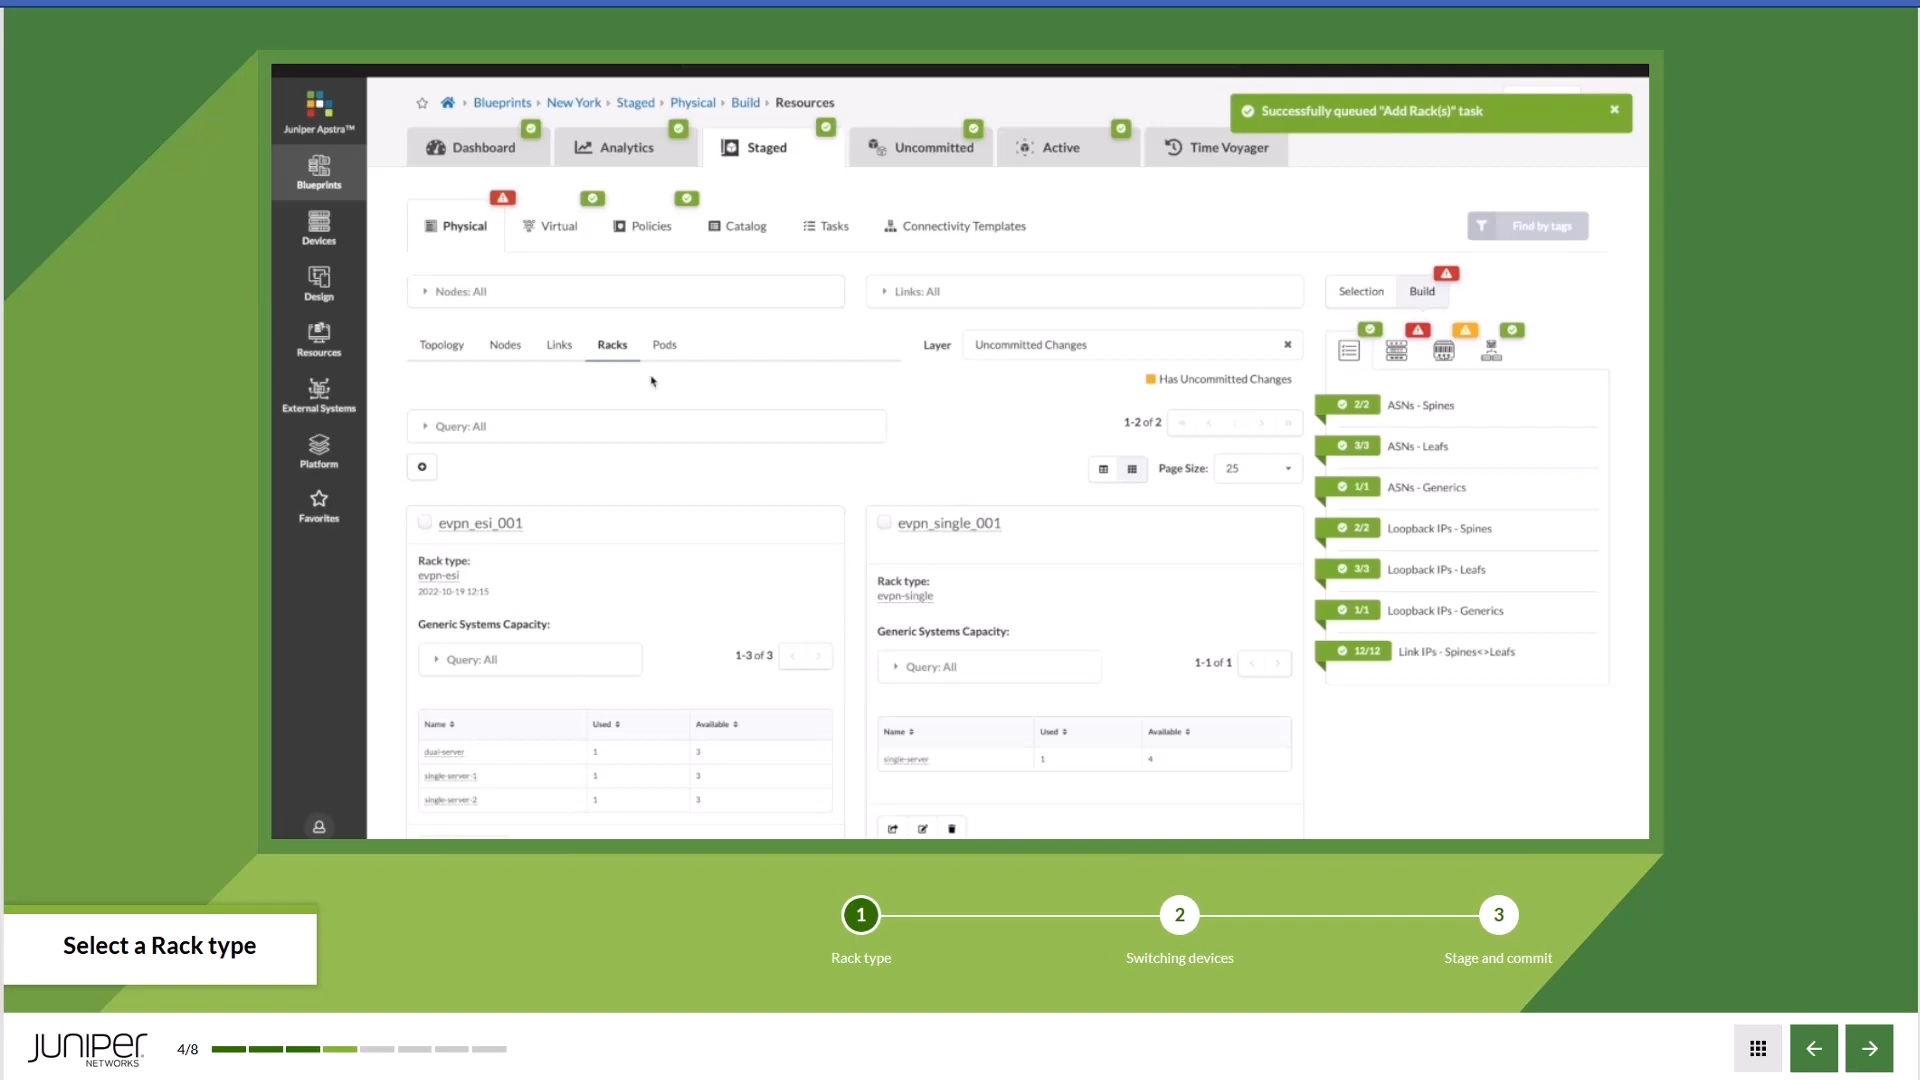 Juniper Apstra™
Blueprints
Devices
Design
Resources
External Systems
Platform
Favorites
Blueprints › New York › Staged › Physical › Build › Resources
Successfully queued "Add Rack(s)" task
Dashboard
Analytics
Staged
Uncommitted
Active
Time Voyager
Physical
Virtual
Policies
Catalog
Tasks
Connectivity Templates
Find by tags
Nodes: All
Links: All
Selection
Build
Topology
Nodes
Links
Racks
Pods
Layer
Uncommitted Changes
Has Uncommitted Changes
Query: All
1-2 of 2
Page Size: 25
evpn_esi_001
Rack type:
evpn-esi
2022-10-19 12:15
Generic Systems Capacity:
Query: All
1-3 of 3
Name Used Available
dual-server 1 3
single-server-1 1 3
single-server-2 1 3
evpn_single_001
Rack type:
evpn-single
Generic Systems Capacity:
Query: All
1-1 of 1
Name Used Available
single-server 1 4
2/2 ASNs - Spines
3/3 ASNs - Leafs
1/1 ASNs - Generics
2/2 Loopback IPs - Spines
3/3 Loopback IPs - Leafs
1/1 Loopback IPs - Generics
12/12 Link IPs - Spines<>Leafs
Select a Rack type
1
Rack type
2
Switching devices
3
Stage and commit
JUNIPER
NETWORKS
4/8